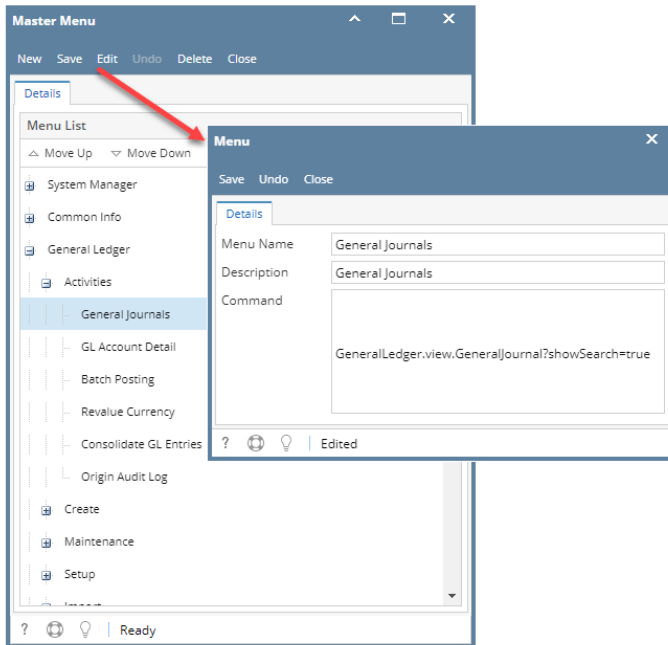 Master Menu
New Save Edit Undo Delete Close
Details
Menu List
Move Up Move Down
System Manager
Common Info
General Ledger
Activities
General Journals
GL Account Detail
Batch Posting
Revalue Currency
Consolidate GL Entries
Origin Audit Log
Create
Maintenance
Setup
Import
? Ready
Menu
Save Undo Close
Details
Menu Name General Journals
Description General Journals
Command
GeneralLedger.view.GeneralJournal?showSearch=true
? Edited